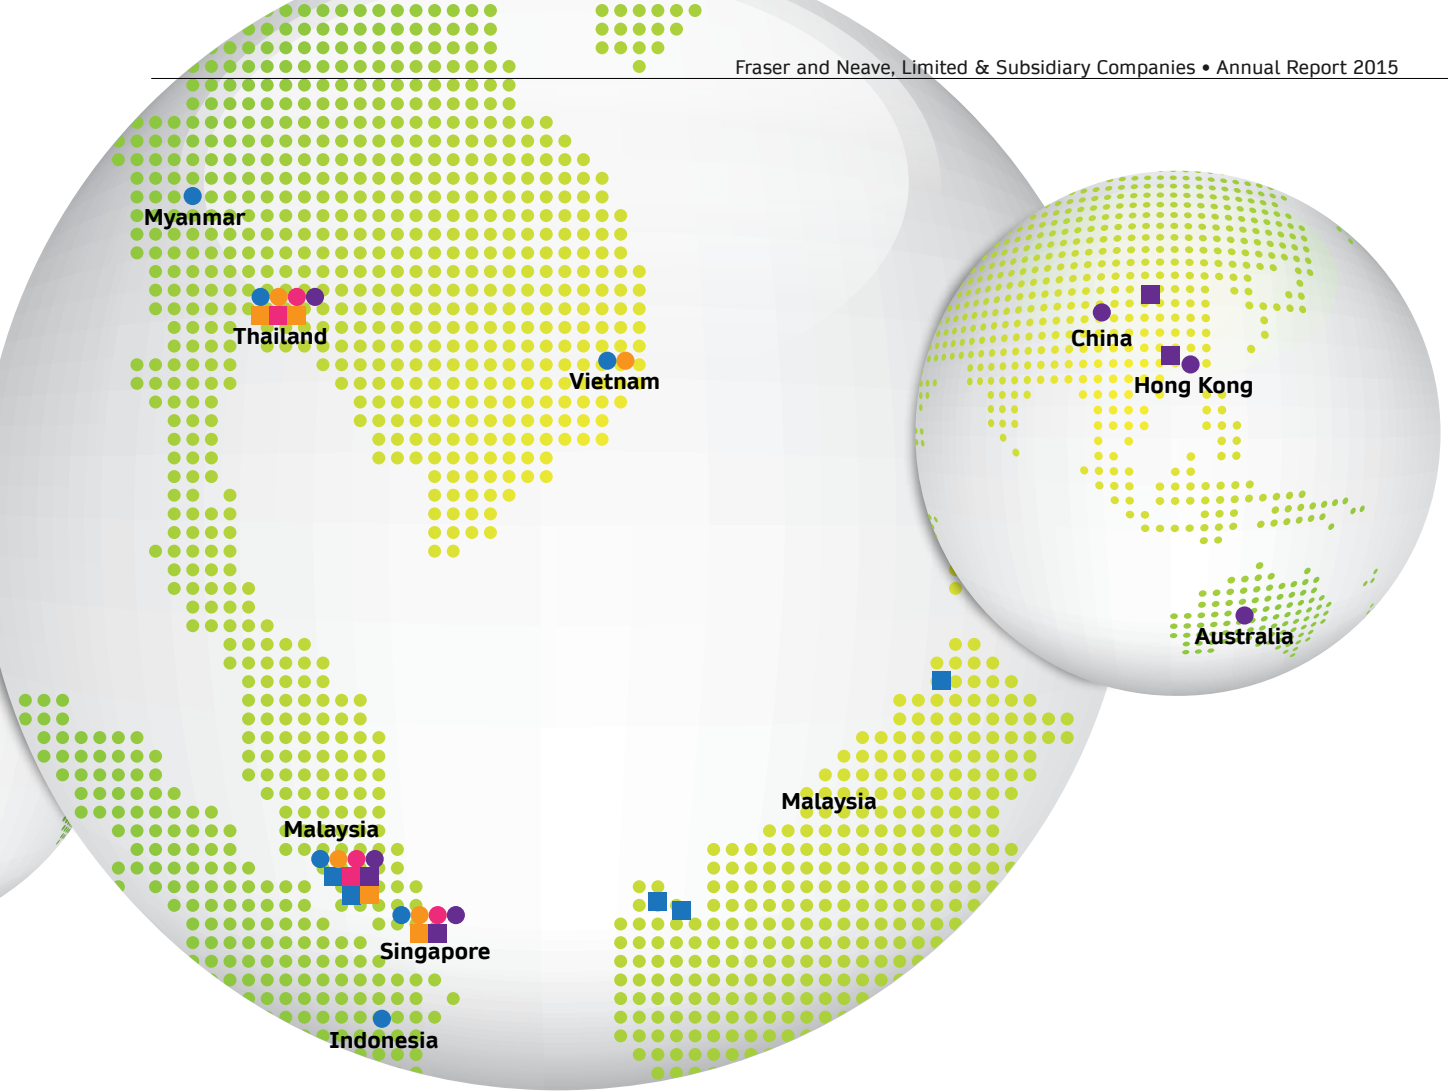 Fraser and Neave, Limited & Subsidiary Companies • Annual Report 2015
Myanmar
Thailand
Vietnam
China
Hong Kong
Australia
Malaysia
Malaysia
Singapore
Indonesia